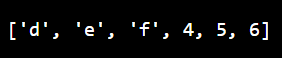 ['d', 'e', 'f', 4, 5, 6]